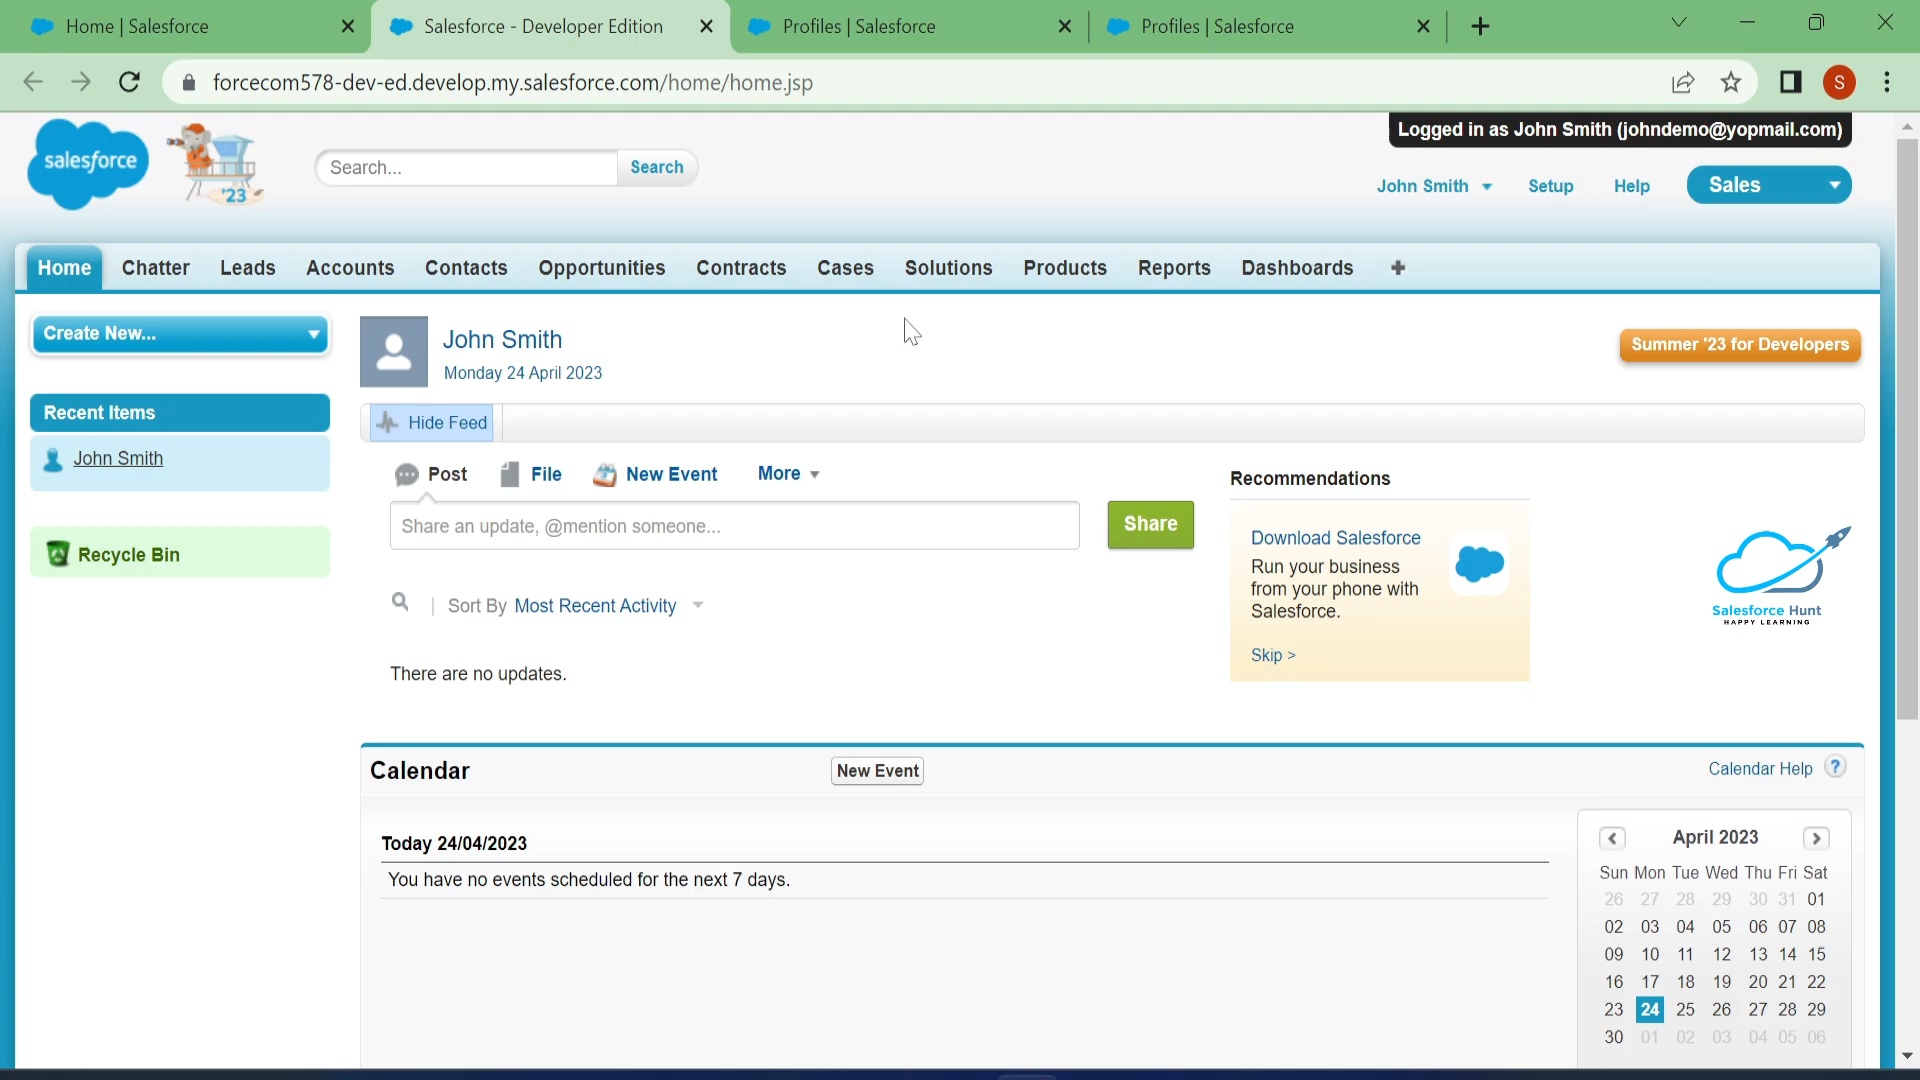 Home | Salesforce
Salesforce - Developer Edition
Profiles | Salesforce
Profiles | Salesforce
forcecom578-dev-ed.develop.my.salesforce.com/home/home.jsp
S
Logged in as John Smith (johndemo@yopmail.com)
salesforce
'23
Search...
Search
John Smith
Setup
Help
Sales
Home
Chatter
Leads
Accounts
Contacts
Opportunities
Contracts
Cases
Solutions
Products
Reports
Dashboards
Create New...
John Smith
Monday 24 April 2023
Summer '23 for Developers
Recent Items
John Smith
Recycle Bin
Hide Feed
Post
File
New Event
More
Share an update, @mention someone...
Share
Sort By Most Recent Activity
There are no updates.
Recommendations
Download Salesforce
Run your business
from your phone with
Salesforce.
Skip >
Salesforce Hunt
HAPPY LEARNING
Calendar
New Event
Calendar Help ?
Today 24/04/2023
You have no events scheduled for the next 7 days.
April 2023
Sun Mon Tue Wed Thu Fri Sat
26 27 28 29 30 31 01
02 03 04 05 06 07 08
09 10 11 12 13 14 15
16 17 18 19 20 21 22
23 24 25 26 27 28 29
30 01 02 03 04 05 06